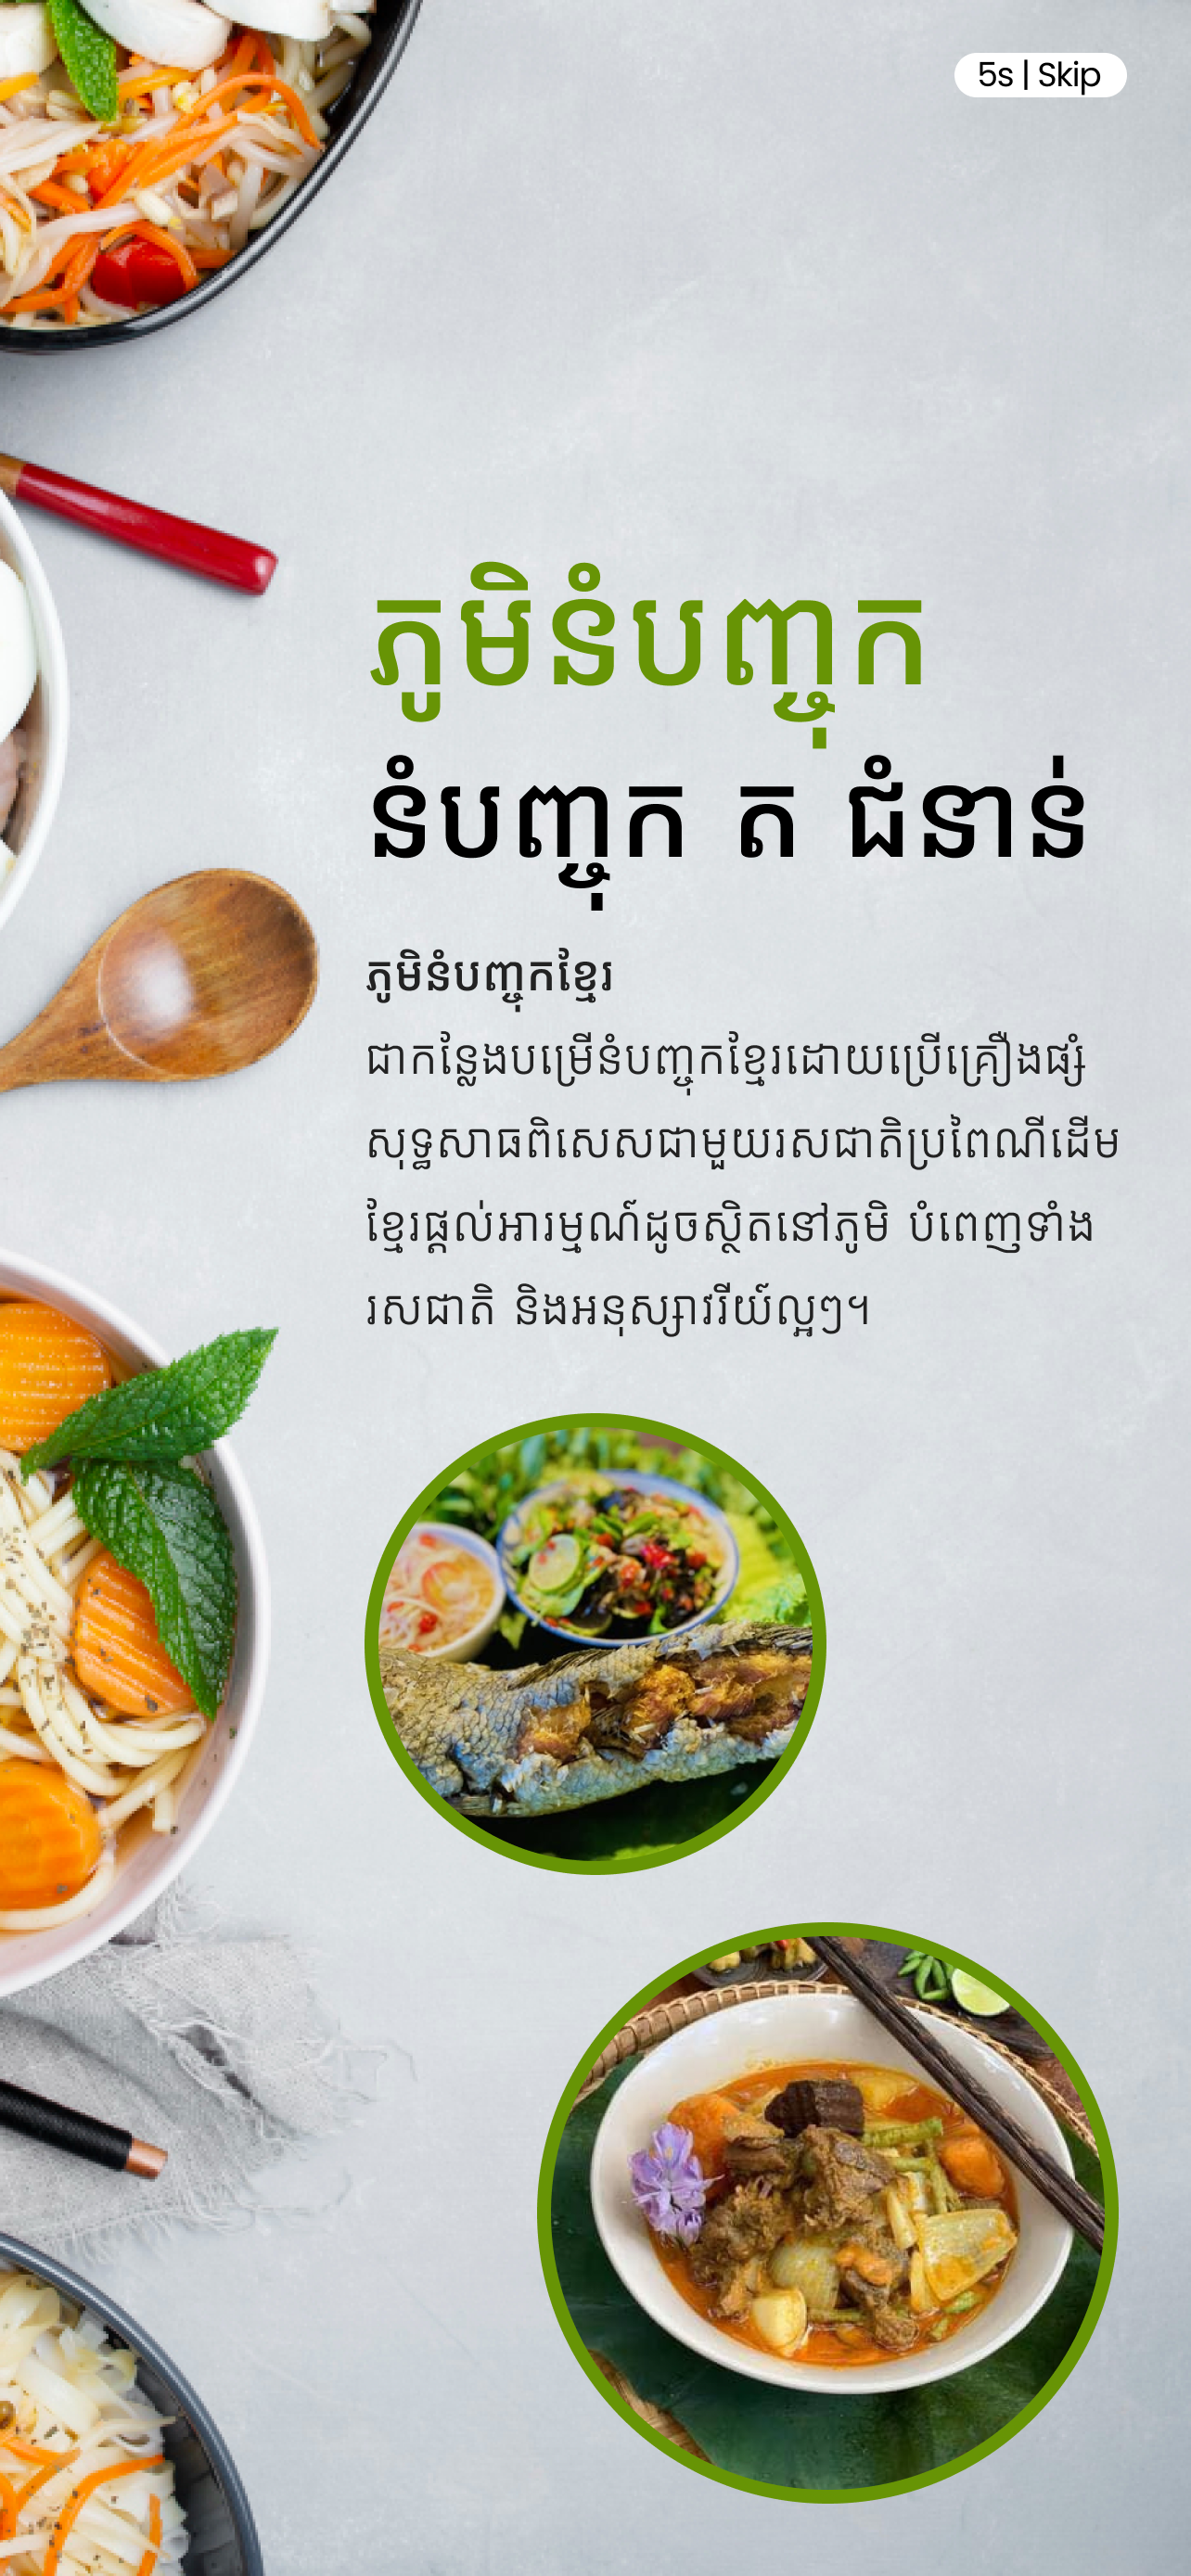 5s | Skip
ភូមិនំបញ្ចុក
នំបញ្ចុក ត ជំនាន់
ភូមិនំបញ្ចុកខ្មែរ
ជាកន្លែងបម្រើនំបញ្ចុកខ្មែរដោយប្រើគ្រឿងផ្សំ
សុទ្ធសាធពិសេសជាមួយរសជាតិប្រពៃណីដើម
ខ្មែរផ្តល់អារម្មណ៍ដូចស្ថិតនៅភូមិ បំពេញទាំង
រសជាតិ និងអនុស្សាវរីយ៍ល្អៗ។